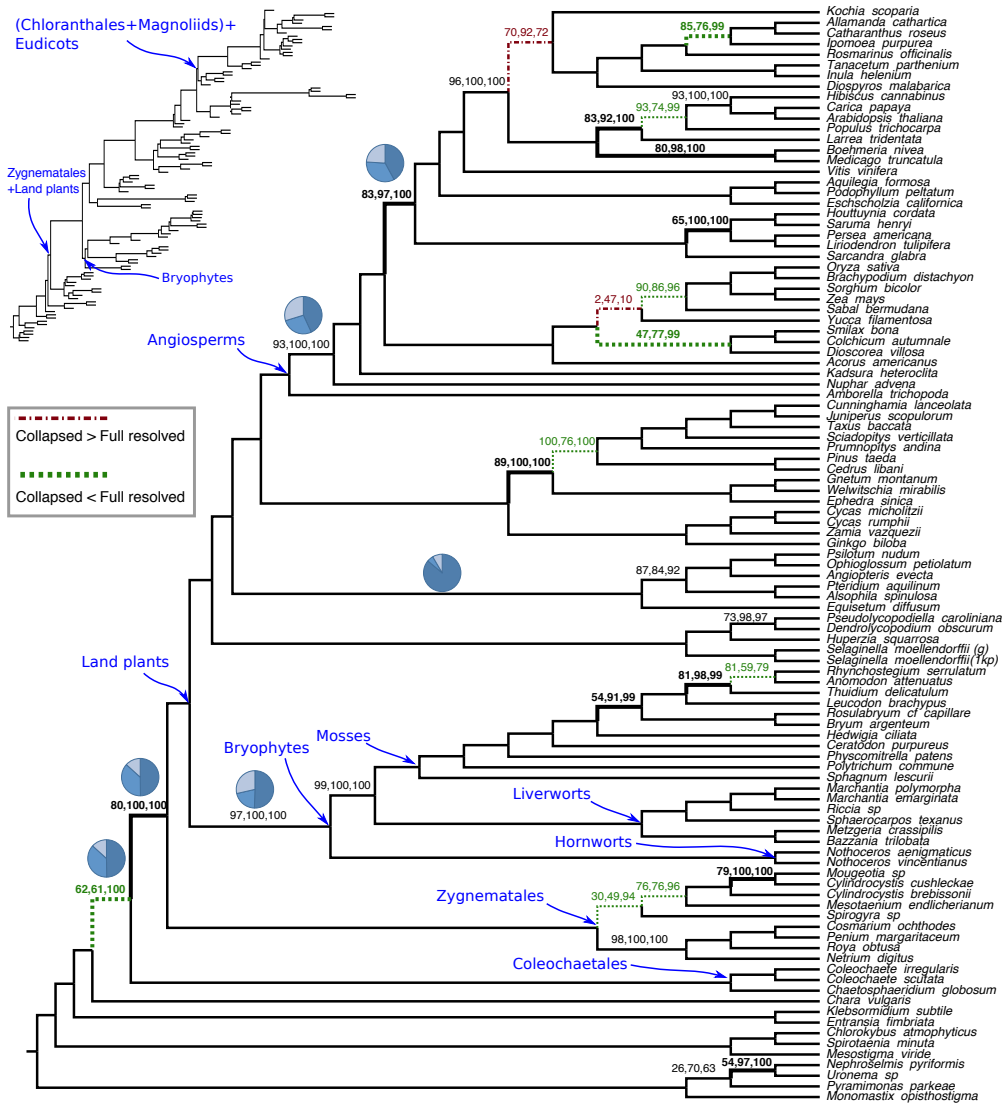 (Chloranthales+Magnoliids)+
Eudicots
Zygnematales
+Land plants
Bryophytes
Angiosperms
Collapsed > Full resolved
Collapsed < Full resolved
Land plants
Bryophytes
Mosses
Liverworts
Hornworts
Zygnematales
Coleochaetales
70,92,72
85,76,99
96,100,100
93,100,100
93,74,99
83,92,100
80,98,100
83,97,100
65,100,100
90,86,96
2,47,10
47,77,99
93,100,100
100,76,100
89,100,100
87,84,92
73,98,97
81,59,79
81,98,99
54,91,99
99,100,100
97,100,100
80,100,100
62,61,100
79,100,100
76,76,96
30,49,94
98,100,100
54,97,100
26,70,63
Kochia scoparia
Allamanda cathartica
Catharanthus roseus
Ipomoea purpurea
Rosmarinus officinalis
Tanacetum parthenium
Inula helenium
Diospyros malabarica
Hibiscus cannabinus
Carica papaya
Arabidopsis thaliana
Populus trichocarpa
Larrea tridentata
Boehmeria nivea
Medicago truncatula
Vitis vinifera
Aquilegia formosa
Podophyllum peltatum
Eschscholzia californica
Houttuynia cordata
Saruma henryi
Persea americana
Liriodendron tulipifera
Sarcandra glabra
Oryza sativa
Brachypodium distachyon
Sorghum bicolor
Zea mays
Sabal bermudana
Yucca filamentosa
Smilax bona
Colchicum autumnale
Dioscorea villosa
Acorus americanus
Kadsura heteroclita
Nuphar advena
Amborella trichopoda
Cunninghamia lanceolata
Juniperus scopulorum
Taxus baccata
Sciadopitys verticillata
Prumnopitys andina
Pinus taeda
Cedrus libani
Gnetum montanum
Welwitschia mirabilis
Ephedra sinica
Cycas micholitzii
Cycas rumphii
Zamia vazquezii
Ginkgo biloba
Psilotum nudum
Ophioglossum petiolatum
Angiopteris evecta
Pteridium aquilinum
Alsophila spinulosa
Equisetum diffusum
Pseudolycopodiella caroliniana
Dendrolycopodium obscurum
Huperzia squarrosa
Selaginella moellendorffii (g)
Selaginella moellendorffii(1kp)
Rhynchostegium serrulatum
Anomodon attenuatus
Thuidium delicatulum
Leucodon brachypus
Rosulabryum cf capillare
Bryum argenteum
Hedwigia ciliata
Ceratodon purpureus
Physcomitrella patens
Polytrichum commune
Sphagnum lescurii
Marchantia polymorpha
Marchantia emarginata
Riccia sp
Sphaerocarpos texanus
Metzgeria crassipilis
Bazzania trilobata
Nothoceros aenigmaticus
Nothoceros vincentianus
Mougeotia sp
Cylindrocystis cushleckae
Cylindrocystis brebissonii
Mesotaenium endlicherianum
Spirogyra sp
Cosmarium ochthodes
Penium margaritaceum
Roya obtusa
Netrium digitus
Coleochaete irregularis
Coleochaete scutata
Chaetosphaeridium globosum
Chara vulgaris
Klebsormidium subtile
Entransia fimbriata
Chlorokybus atmophyticus
Spirotaenia minuta
Mesostigma viride
Nephroselmis pyriformis
Uronema sp
Pyramimonas parkeae
Monomastix opisthostigma